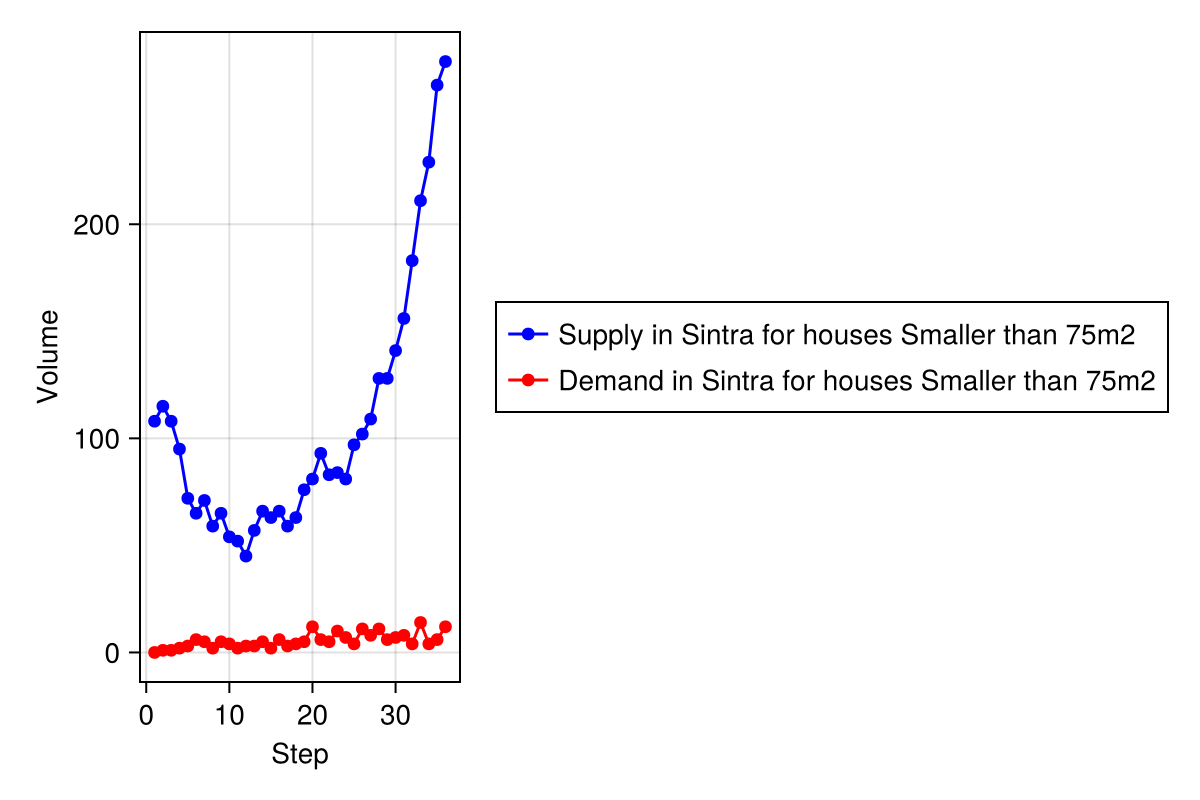 200
100
0
0 10 20 30
Volume
Step
Supply in Sintra for houses Smaller than 75m2
Demand in Sintra for houses Smaller than 75m2